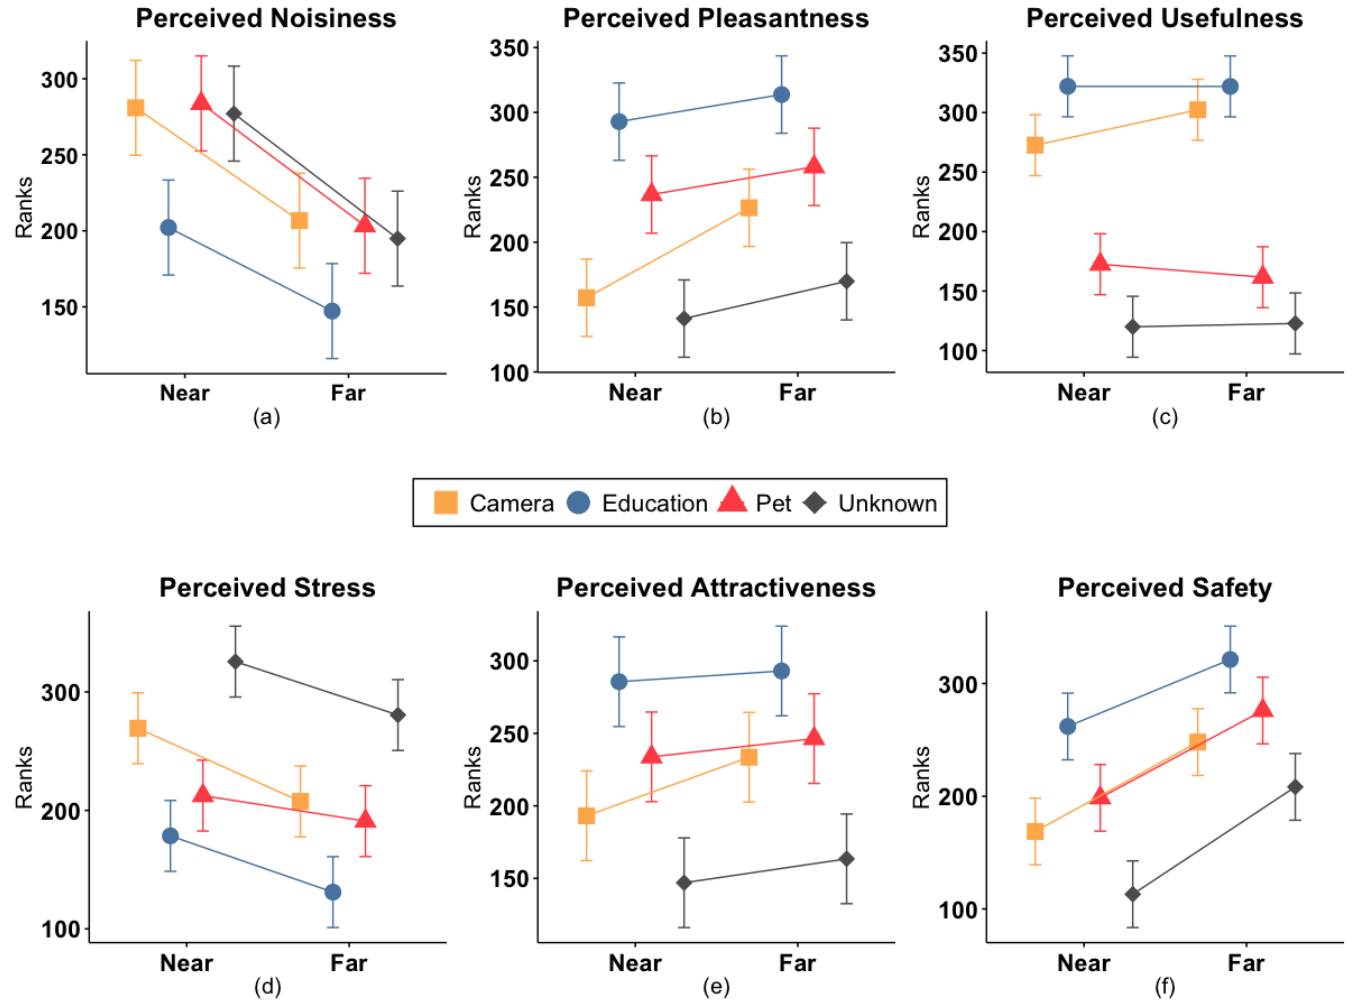 Perceived Noisiness
Ranks
300
250
200
150
Near Far
(a)
Perceived Pleasantness
Ranks
350
300
250
200
150
100
Near Far
(b)
Perceived Usefulness
Ranks
350
300
250
200
150
100
Near Far
(c)
Camera Education Pet Unknown
Perceived Stress
Ranks
300
200
100
Near Far
(d)
Perceived Attractiveness
Ranks
300
250
200
150
Near Far
(e)
Perceived Safety
Ranks
300
200
100
Near Far
(f)